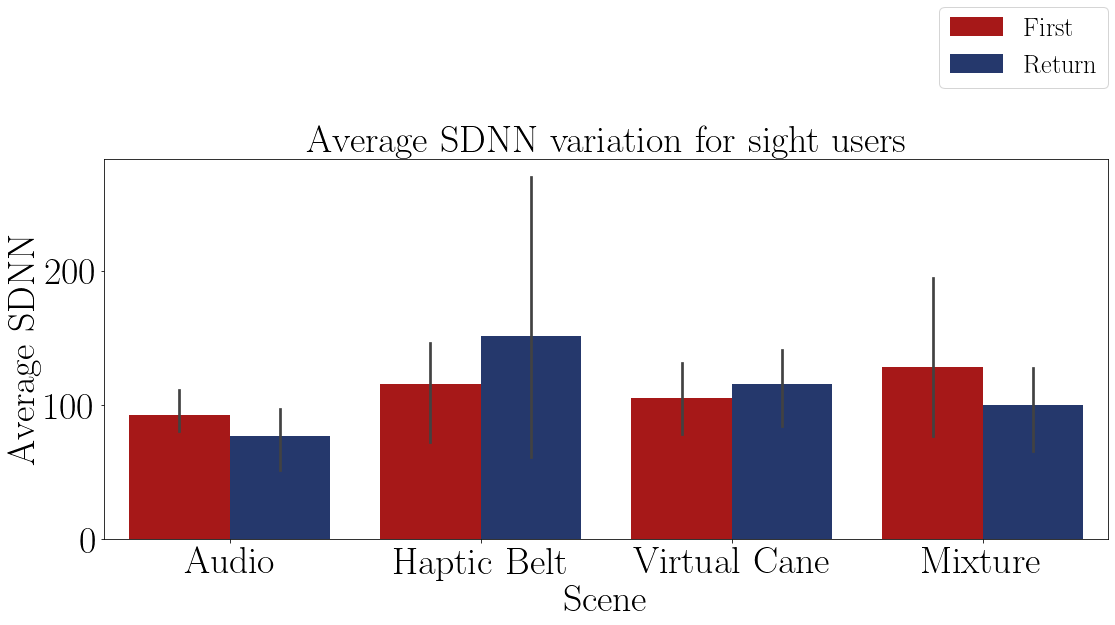 First
Return
Average SDNN variation for sight users
Average SDNN
200
100
0
Audio
Haptic Belt
Virtual Cane
Mixture
Scene